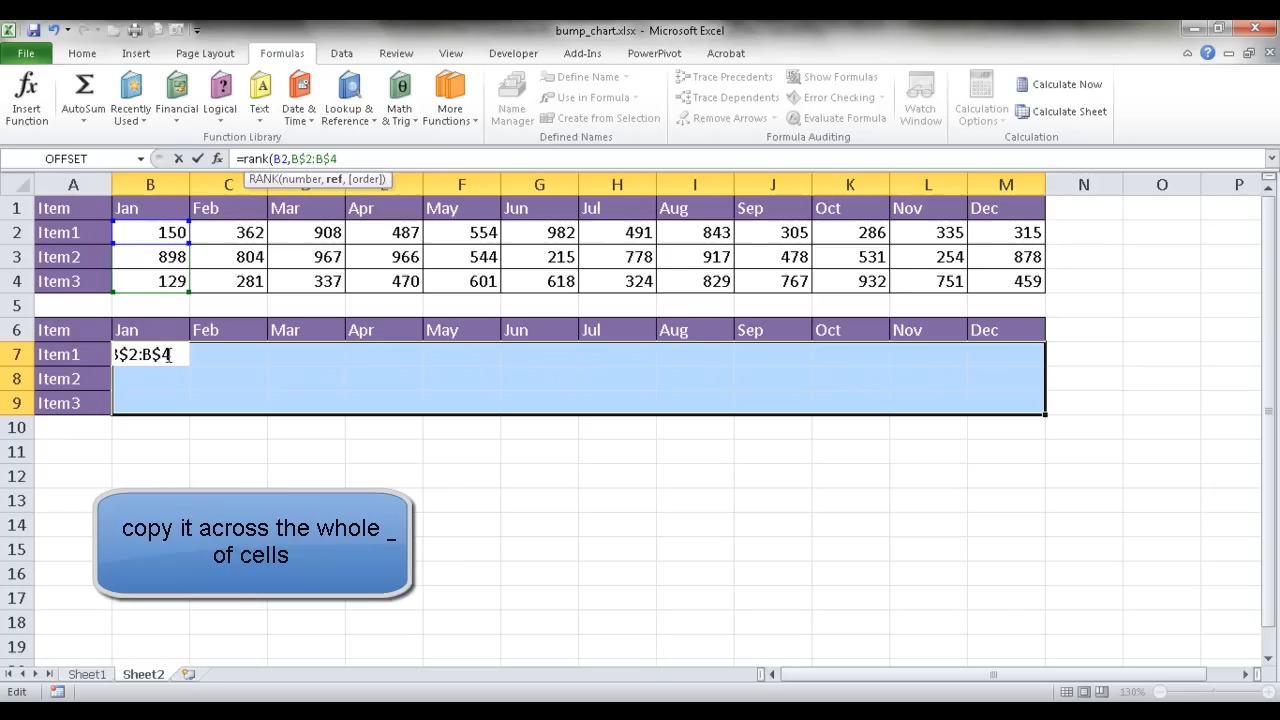 bump_chart.xlsx - Microsoft Excel
File Home Insert Page Layout Formulas Data Review View Developer Add-Ins PowerPivot Acrobat
Insert Function
AutoSum
Recently Used
Financial
Logical
Text
Date & Time
Lookup & Reference
Math & Trig
More Functions
Function Library
Name Manager
Define Name
Use in Formula
Create from Selection
Defined Names
Trace Precedents
Trace Dependents
Remove Arrows
Show Formulas
Error Checking
Evaluate Formula
Formula Auditing
Watch Window
Calculation Options
Calculate Now
Calculate Sheet
Calculation
OFFSET =rank(B2,B$2:B$4
RANK(number, ref, [order])
A B C F G H I J K L M N O P
1 Item Jan Feb Mar Apr May Jun Jul Aug Sep Oct Nov Dec
2 Item1 150 362 908 487 554 982 491 843 305 286 335 315
3 Item2 898 804 967 966 544 215 778 917 478 531 254 878
4 Item3 129 281 337 470 601 618 324 829 767 932 751 459
5
6 Item Jan Feb Mar Apr May Jun Jul Aug Sep Oct Nov Dec
7 Item1 B$2:B$4
8 Item2
9 Item3
10
11
12
13
14
15
16
17
18
19
copy it across the whole _
of cells
Sheet1 Sheet2
Edit 130%